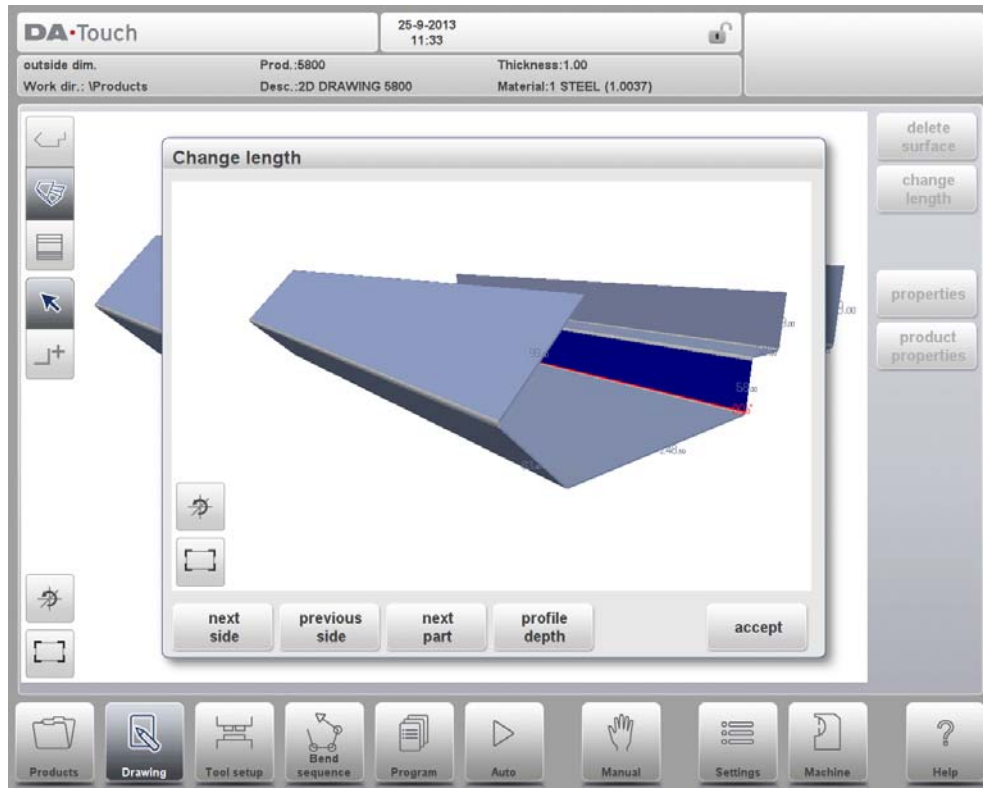 DA•Touch
25-9-2013
11:33
outside dim.
Prod.:5800
Thickness:1.00
Work dir.: \Products
Desc.:2D DRAWING 5800
Material:1 STEEL (1.0037)
delete
surface
change
length
properties
product
properties
Change length
next
side
previous
side
next
part
profile
depth
accept
Products
Drawing
Tool setup
Bend
sequence
Program
Auto
Manual
Settings
Machine
Help